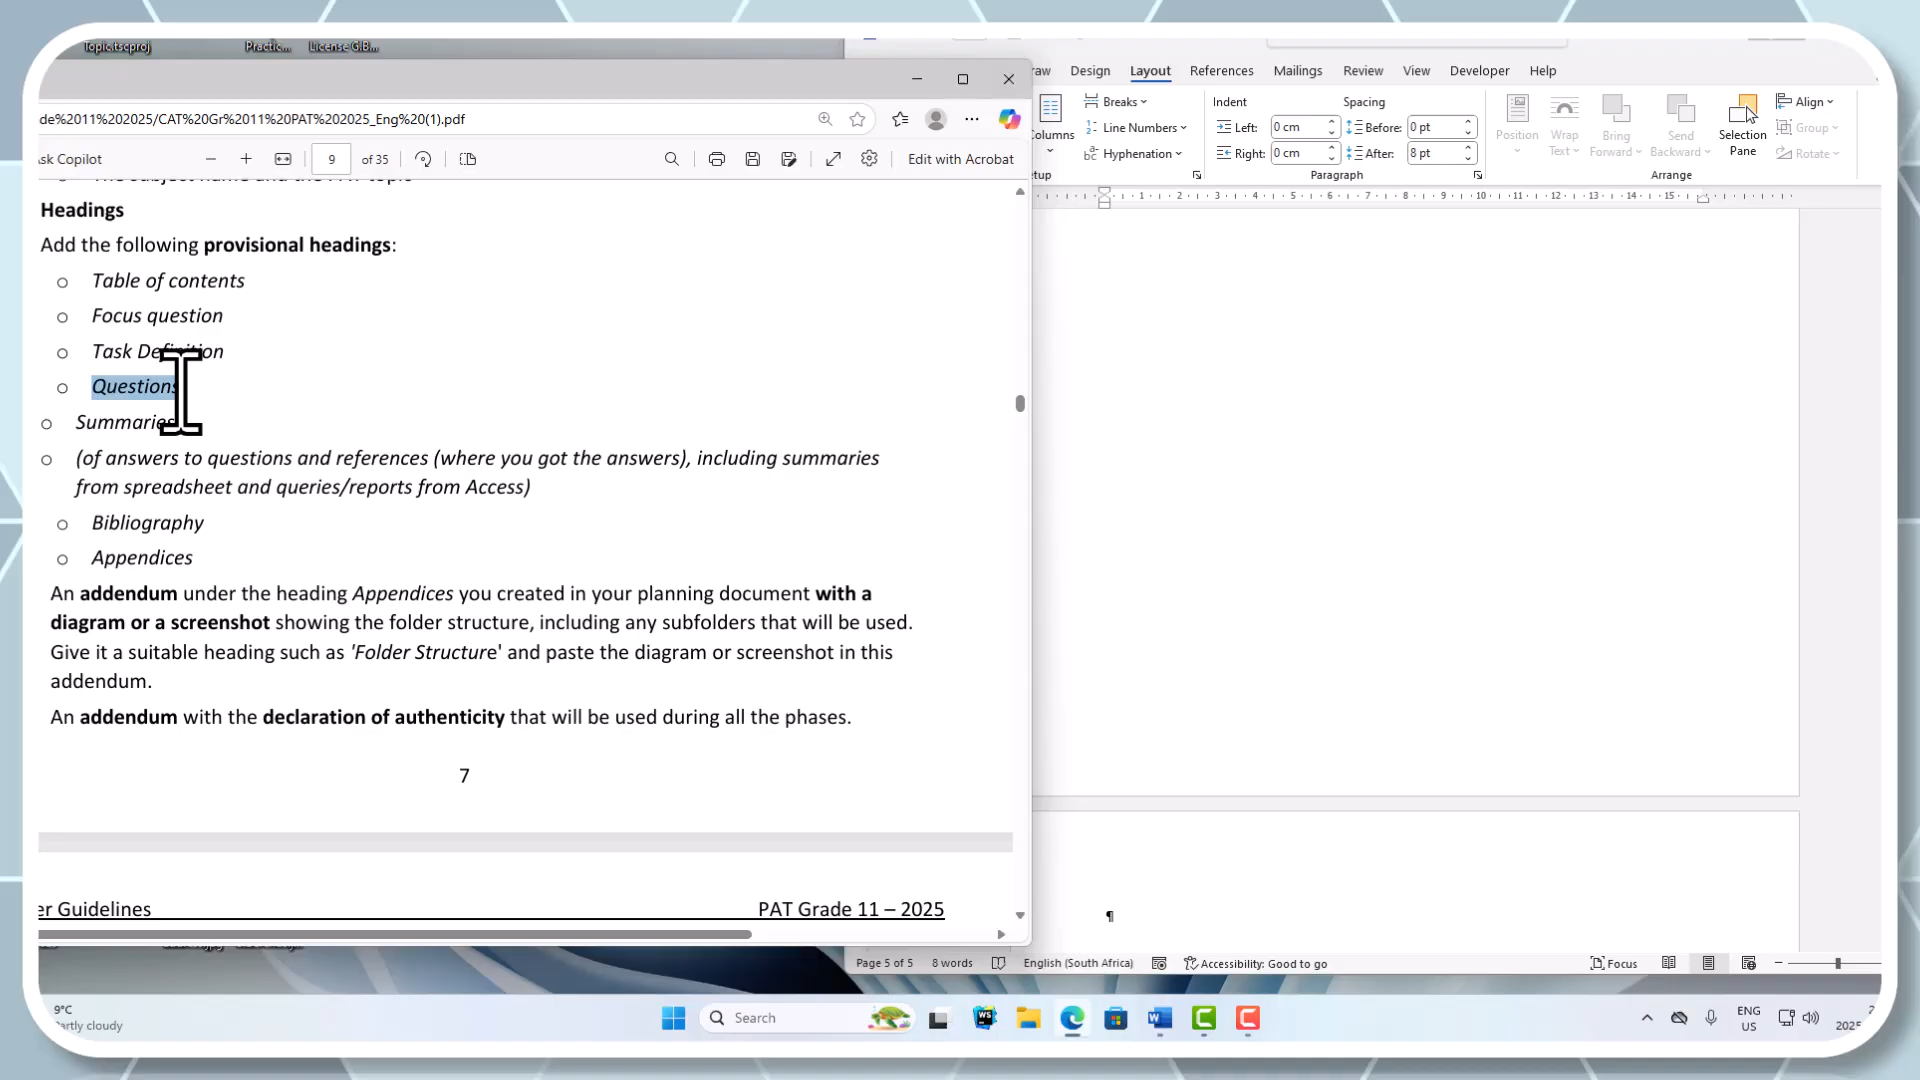 Topic.tscproj
Practic...
License GIB...
aw
Design
Layout
References
Mailings
Review
View
Developer
Help
olumns
Breaks
Line Numbers
Hyphenation
Indent
Left:
0 cm
Right:
0 cm
Spacing
Before:
0 pt
After:
8 pt
Paragraph
Position
Wrap
Text
Bring
Forward
Send
Backward
Selection
Pane
Align
Group
Rotate
Arrange
de%2011%202025/CAT%20Gr%2011%20PAT%202025_Eng%20(1).pdf
sk Copilot
9
of 35
Edit with Acrobat
Headings
Add the following provisional headings:
Table of contents
Focus question
Task Definition
Questions
Summaries
(of answers to questions and references (where you got the answers), including summaries
from spreadsheet and queries/reports from Access)
Bibliography
Appendices
An addendum under the heading Appendices you created in your planning document with a
diagram or a screenshot showing the folder structure, including any subfolders that will be used.
Give it a suitable heading such as 'Folder Structure' and paste the diagram or screenshot in this
addendum.
An addendum with the declaration of authenticity that will be used during all the phases.
7
er Guidelines
PAT Grade 11 – 2025
¶
Page 5 of 5
8 words
English (South Africa)
Accessibility: Good to go
Focus
9°C
artly cloudy
Search
ENG
US
2025